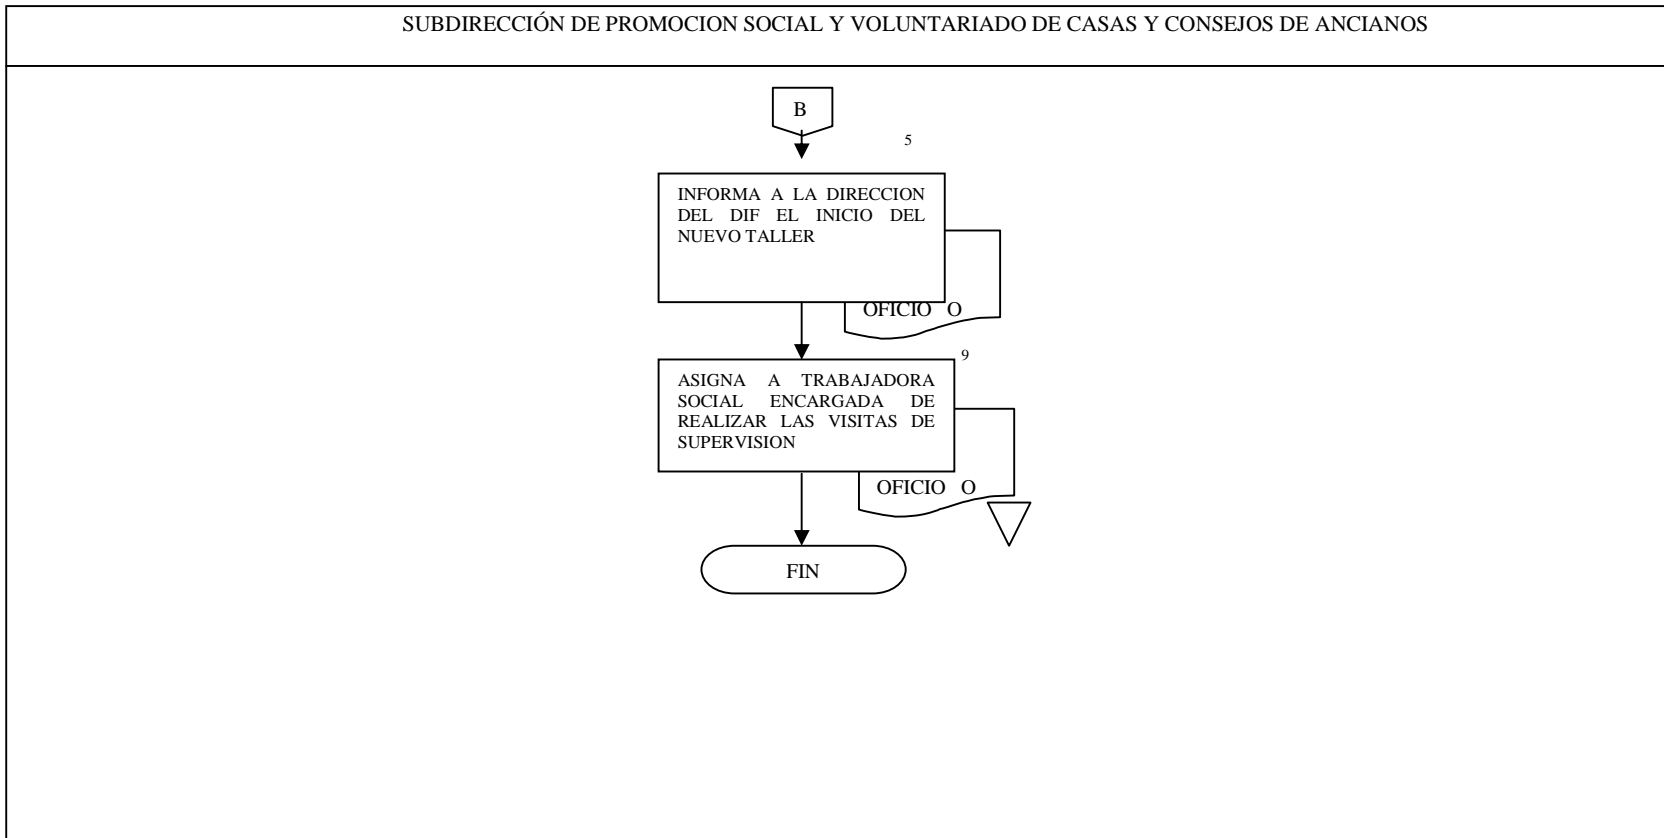 SUBDIRECCIÓN DE PROMOCION SOCIAL Y VOLUNTARIADO DE CASAS Y CONSEJOS DE ANCIANOS
B
5
INFORMA A LA DIRECCION
DEL DIF EL INICIO DEL
NUEVO TALLER
OFICIO O
9
ASIGNA A TRABAJADORA
SOCIAL ENCARGADA DE
REALIZAR LAS VISITAS DE
SUPERVISION
OFICIO O
FIN